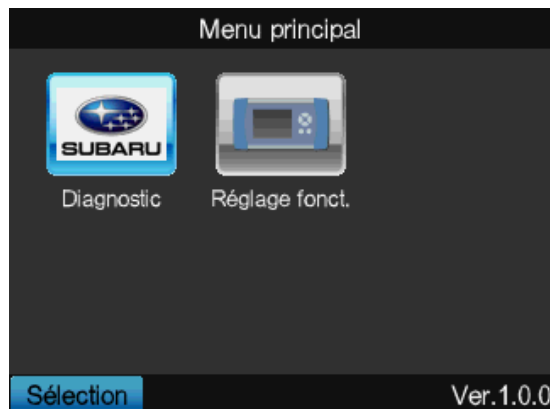 Menu principal
SUBARU
Diagnostic Réglage fonct.
Sélection Ver.1.0.0